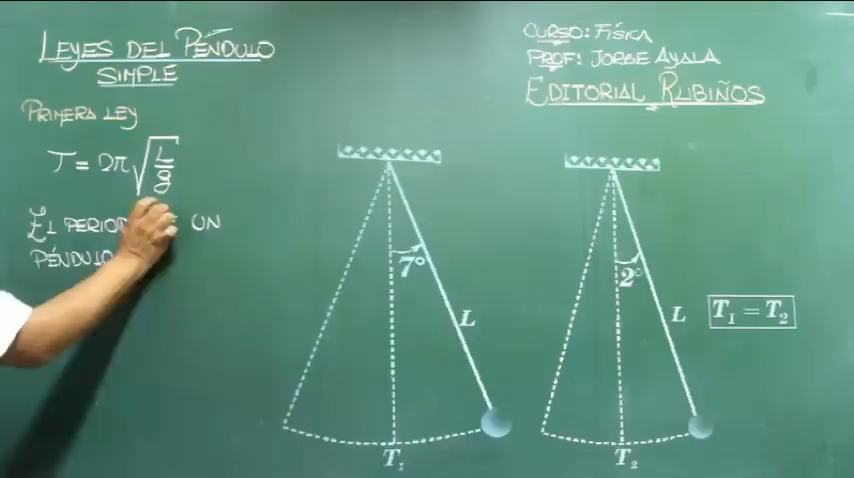 LEYES DEL PÉNDULO
SIMPLE
PRIMERA LEY
T = 2π√L/g
EL PERIOD UN
PÉNDULO
CURSO: FÍSICA
PROF: JORGE AYALA
EDITORIAL RUBIÑOS
7°
L
T₁
2°
L
T₂
T₁ = T₂